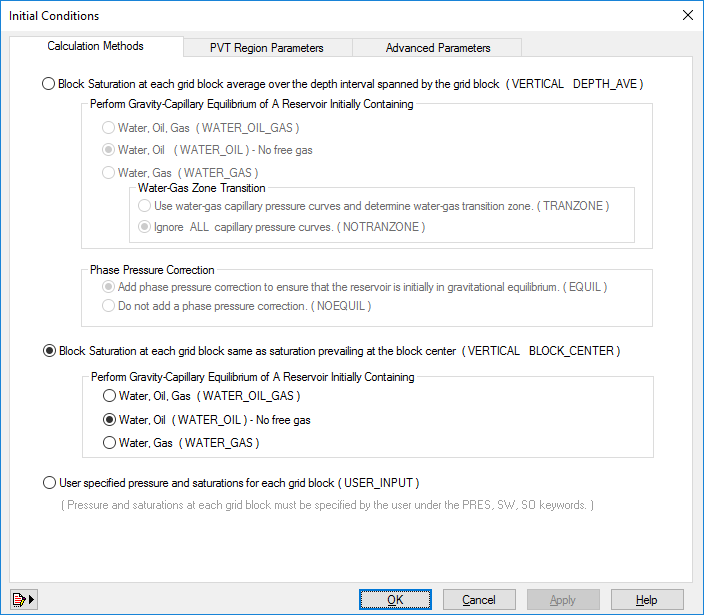 Initial Conditions
Calculation Methods
PVT Region Parameters
Advanced Parameters
Block Saturation at each grid block average over the depth interval spanned by the grid block ( VERTICAL DEPTH_AVE )
Perform Gravity-Capillary Equilibrium of A Reservoir Initially Containing
Water, Oil, Gas ( WATER_OIL_GAS )
Water, Oil ( WATER_OIL ) - No free gas
Water, Gas ( WATER_GAS )
Water-Gas Zone Transition
Use water-gas capillary pressure curves and determine water-gas transition zone. ( TRANZONE )
Ignore ALL capillary pressure curves. ( NOTRANZONE )
Phase Pressure Correction
Add phase pressure correction to ensure that the reservoir is initially in gravitational equilibrium. ( EQUIL )
Do not add a phase pressure correction. ( NOEQUIL )
Block Saturation at each grid block same as saturation prevailing at the block center ( VERTICAL BLOCK_CENTER )
Perform Gravity-Capillary Equilibrium of A Reservoir Initially Containing
Water, Oil, Gas ( WATER_OIL_GAS )
Water, Oil ( WATER_OIL ) - No free gas
Water, Gas ( WATER_GAS )
User specified pressure and saturations for each grid block ( USER_INPUT )
( Pressure and saturations at each grid block must be specified by the user under the PRES, SW, SO keywords. )
OK
Cancel
Apply
Help